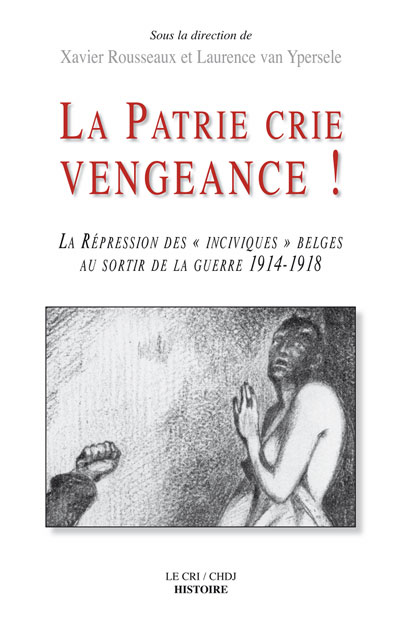 Sous la direction de
Xavier Rousseaux et Laurence van Ypersele
LA PATRIE CRIE
VENGEANCE !
LA RÉPRESSION DES « INCIVIQUES » BELGES
AU SORTIR DE LA GUERRE 1914-1918
LE CRI / CHDJ
HISTOIRE